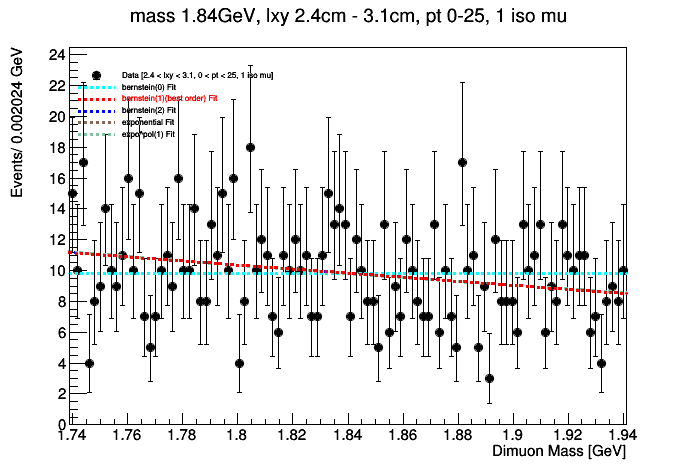 mass 1.84GeV, lxy 2.4cm - 3.1cm, pt 0-25, 1 iso mu
Events/ 0.002024 GeV
24
22
20
18
16
14
12
10
8
6
4
2
0
Data [2.4 < lxy < 3.1, 0 < pt < 25, 1 iso mu]
bernstein(0) Fit
bernstein(1)(best order) Fit
bernstein(2) Fit
exponential Fit
expo*pol(1) Fit
1.74 1.76 1.78 1.8 1.82 1.84 1.86 1.88 1.9 1.92 1.94
Dimuon Mass [GeV]